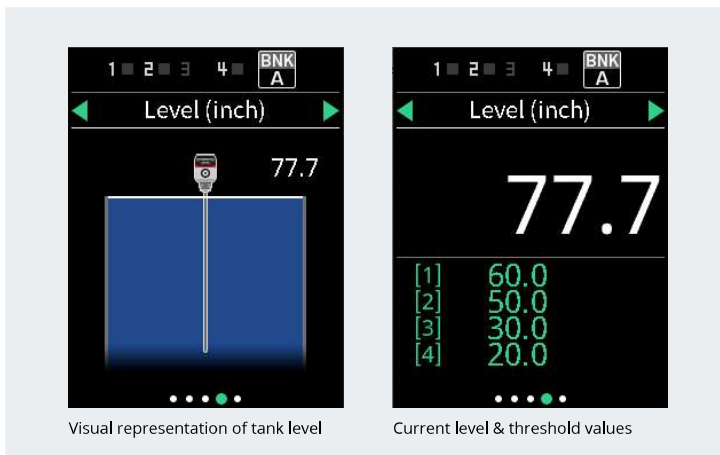 1 2 3 4 BNK A
Level (inch)
77.7
Visual representation of tank level
1 2 3 4 BNK A
Level (inch)
77.7
[1] 60.0
[2] 50.0
[3] 30.0
[4] 20.0
Current level & threshold values